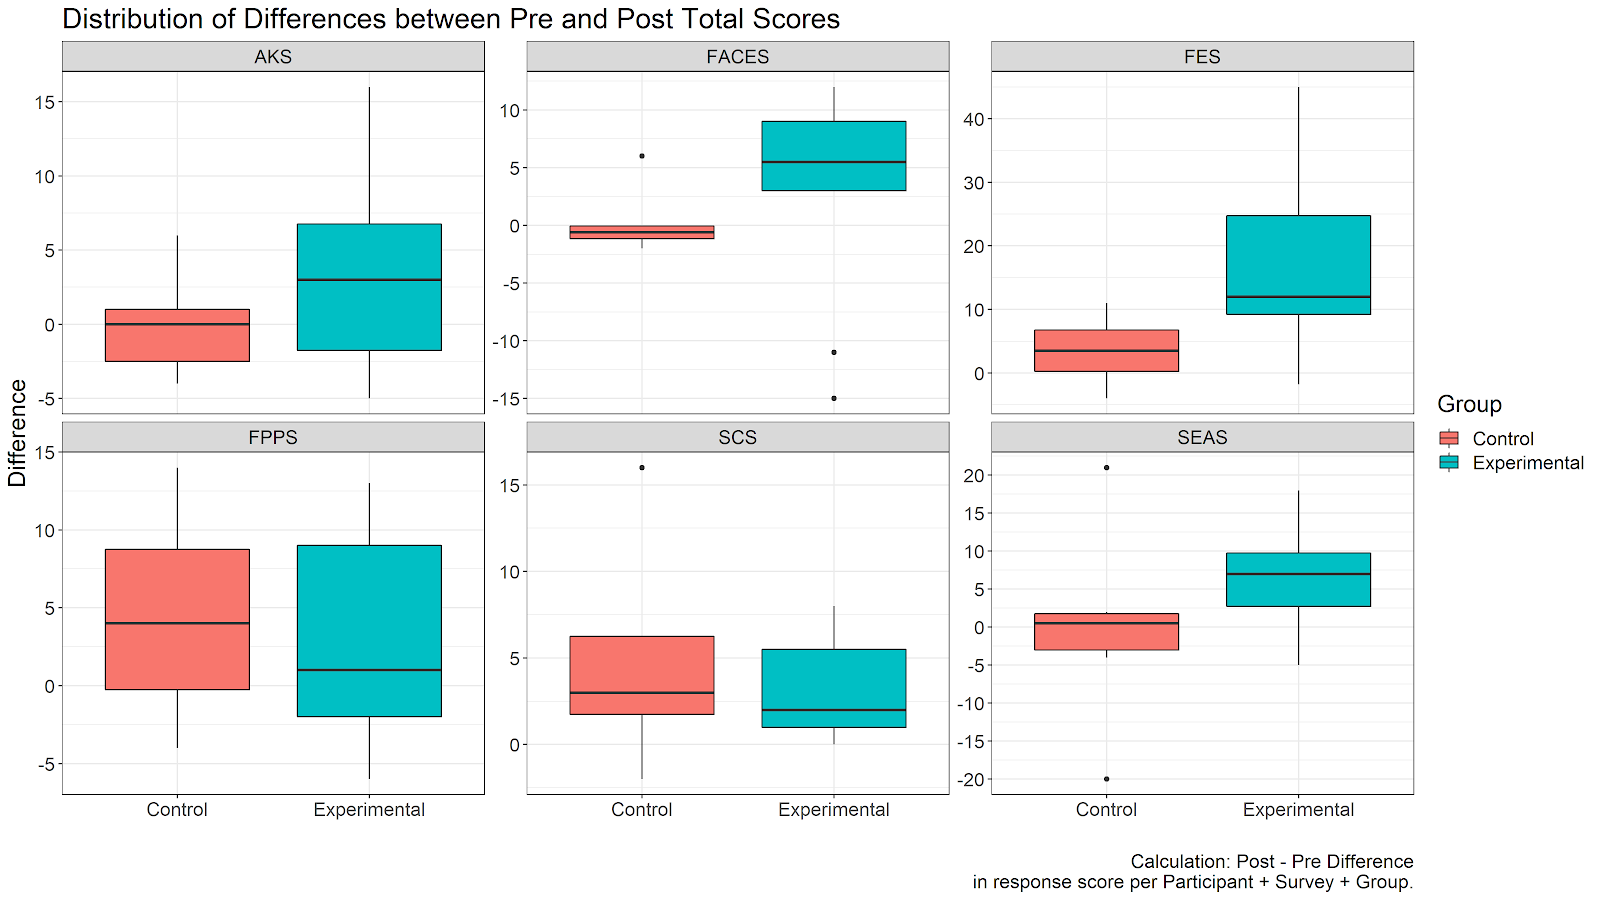 Distribution of Differences between Pre and Post Total Scores
AKS
FACES
FES
15
10
5
0
-5
10
5
0
-5
-10
-15
40
30
20
10
0
Difference
FPPS
SCS
SEAS
15
10
5
0
-5
15
10
5
0
20
15
10
5
0
-5
-10
-15
-20
Control
Experimental
Control
Experimental
Control
Experimental
Group
Control
Experimental
Calculation: Post - Pre Difference
in response score per Participant + Survey + Group.